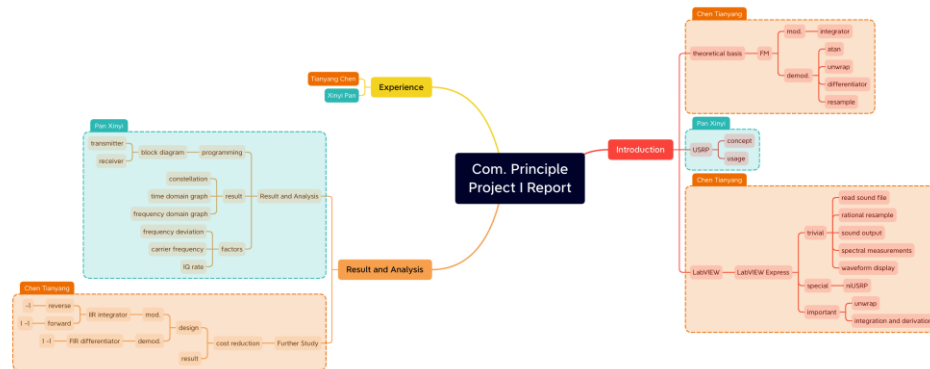 Com. Principle
Project I Report
Experience
Tianyang Chen
Xinyi Pan
Introduction
Chen Tianyang
theoretical basis
FM
mod.
integrator
demod.
atan
unwrap
differentiator
resample
Pan Xinyi
USRP
concept
usage
Chen Tianyang
LabVIEW
LabVIEW Express
trivial
read sound file
rational resample
sound output
spectral measurements
waveform display
special
niUSRP
important
unwrap
integration and derivation
Result and Analysis
Pan Xinyi
Result and Analysis
programming
block diagram
transmitter
receiver
result
constellation
time domain graph
frequency domain graph
factors
frequency deviation
carrier frequency
IQ rate
Chen Tianyang
Further Study
cost reduction
design
mod.
IIR integrator
reverse
-1
forward
1 -1
demod.
FIR differentiator
1 -1
result